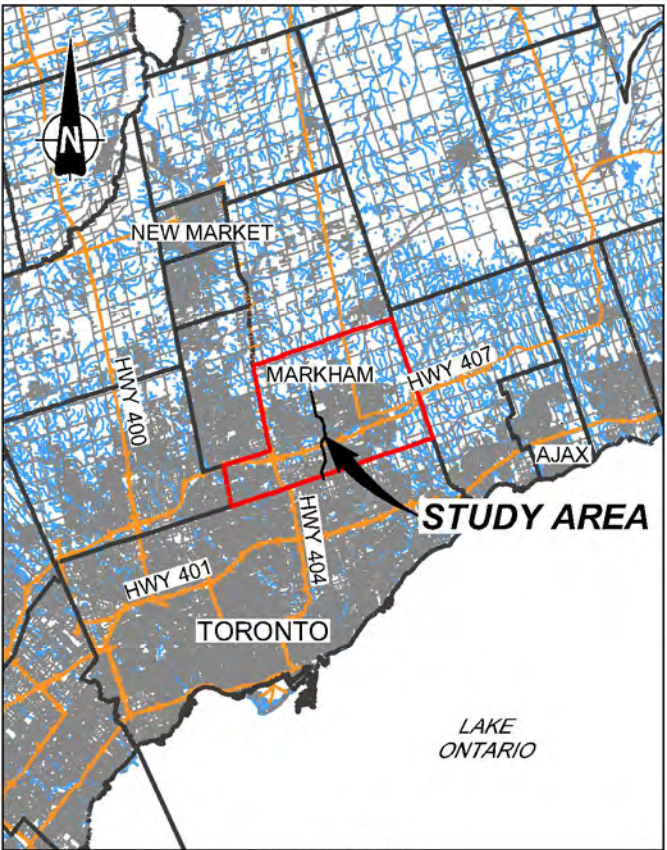 N
NEW MARKET
MARKHAM
HWY 407
HWY 400
AJAX
STUDY AREA
HWY 404
HWY 401
TORONTO
LAKE
ONTARIO